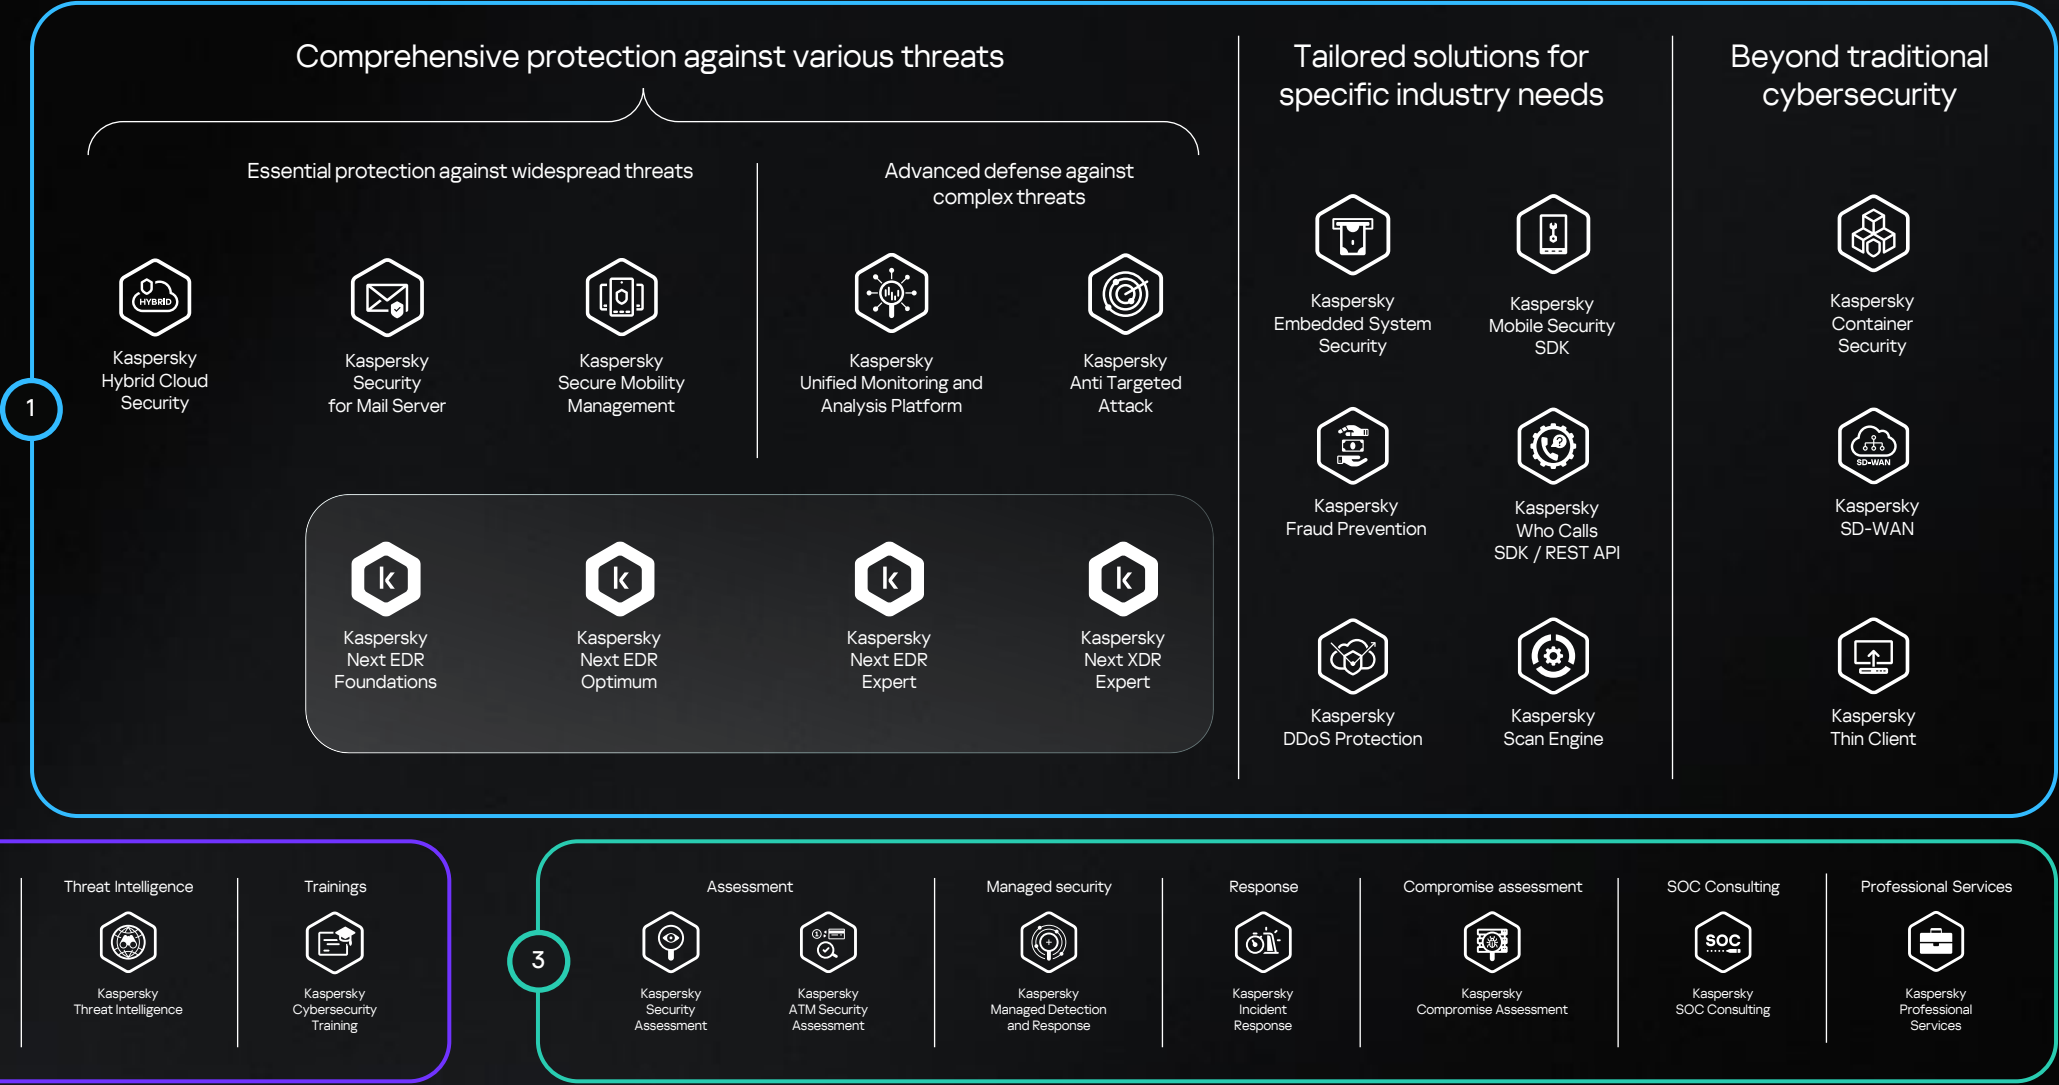 Comprehensive protection against various threats
Essential protection against widespread threats
HYBRID
Kaspersky
Hybrid Cloud
Security
Kaspersky
Security
for Mail Server
Kaspersky
Secure Mobility
Management
Advanced defense against
complex threats
Kaspersky
Unified Monitoring and
Analysis Platform
Kaspersky
Anti Targeted
Attack
1
k
Kaspersky
Next EDR
Foundations
k
Kaspersky
Next EDR
Optimum
k
Kaspersky
Next EDR
Expert
k
Kaspersky
Next XDR
Expert
Tailored solutions for
specific industry needs
Kaspersky
Embedded System
Security
Kaspersky
Mobile Security
SDK
Kaspersky
Fraud Prevention
?
Kaspersky
Who Calls
SDK / REST API
Kaspersky
DDoS Protection
Kaspersky
Scan Engine
Beyond traditional
cybersecurity
Kaspersky
Container
Security
SD-WAN
Kaspersky
SD-WAN
Kaspersky
Thin Client
Threat Intelligence
Kaspersky
Threat Intelligence
Trainings
Kaspersky
Cybersecurity
Training
3
Assessment
Kaspersky
Security
Assessment
$
Kaspersky
ATM Security
Assessment
Managed security
Kaspersky
Managed Detection
and Response
Response
Kaspersky
Incident
Response
Compromise assessment
Kaspersky
Compromise Assessment
SOC Consulting
SOC
Kaspersky
SOC Consulting
Professional Services
Kaspersky
Professional
Services